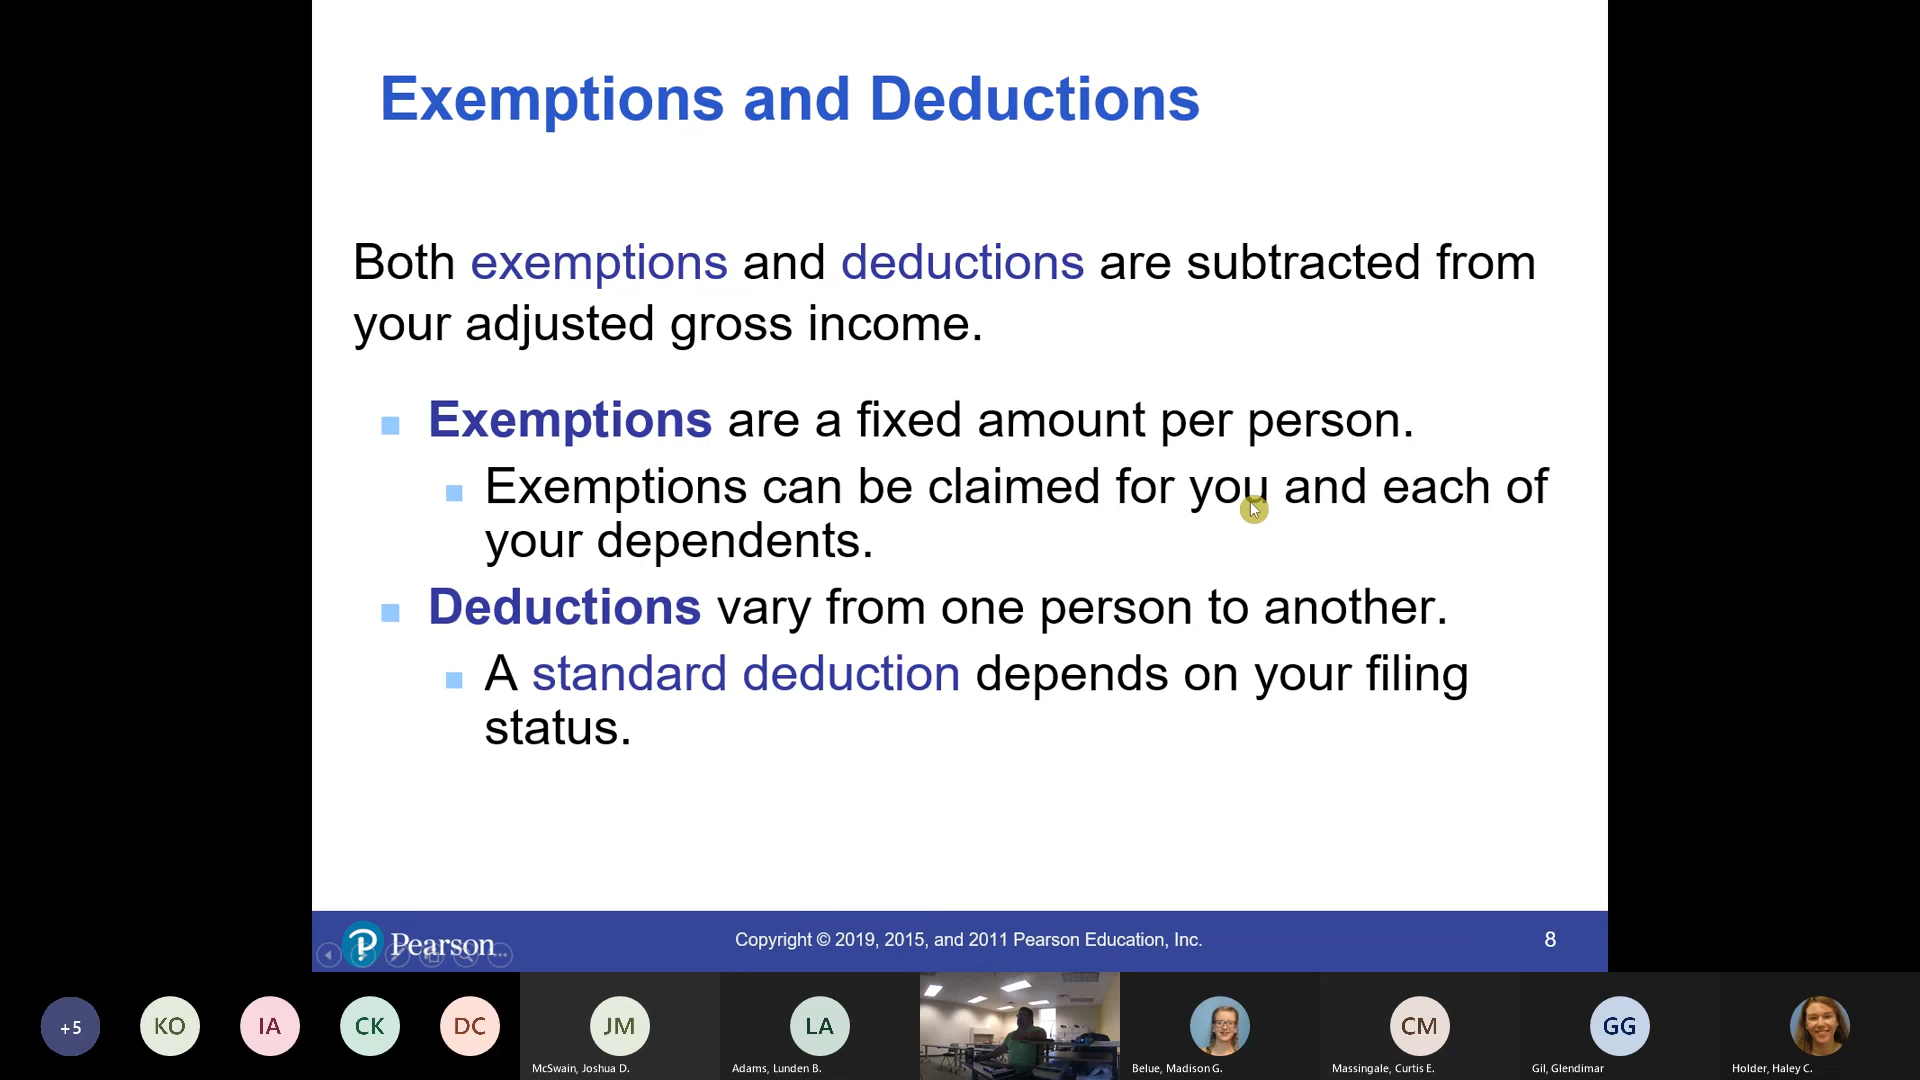 Exemptions and Deductions
Both exemptions and deductions are subtracted from
your adjusted gross income.
Exemptions are a fixed amount per person.
Exemptions can be claimed for you and each of
your dependents.
Deductions vary from one person to another.
A standard deduction depends on your filing
status.
Pearson
Copyright © 2019, 2015, and 2011 Pearson Education, Inc.
8
+5
KO
IA
CK
DC
JM
LA
CM
GG
McSwain, Joshua D.
Adams, Lunden B.
Belue, Madison G.
Massingale, Curtis E.
Gil, Glendimar
Holder, Haley C.